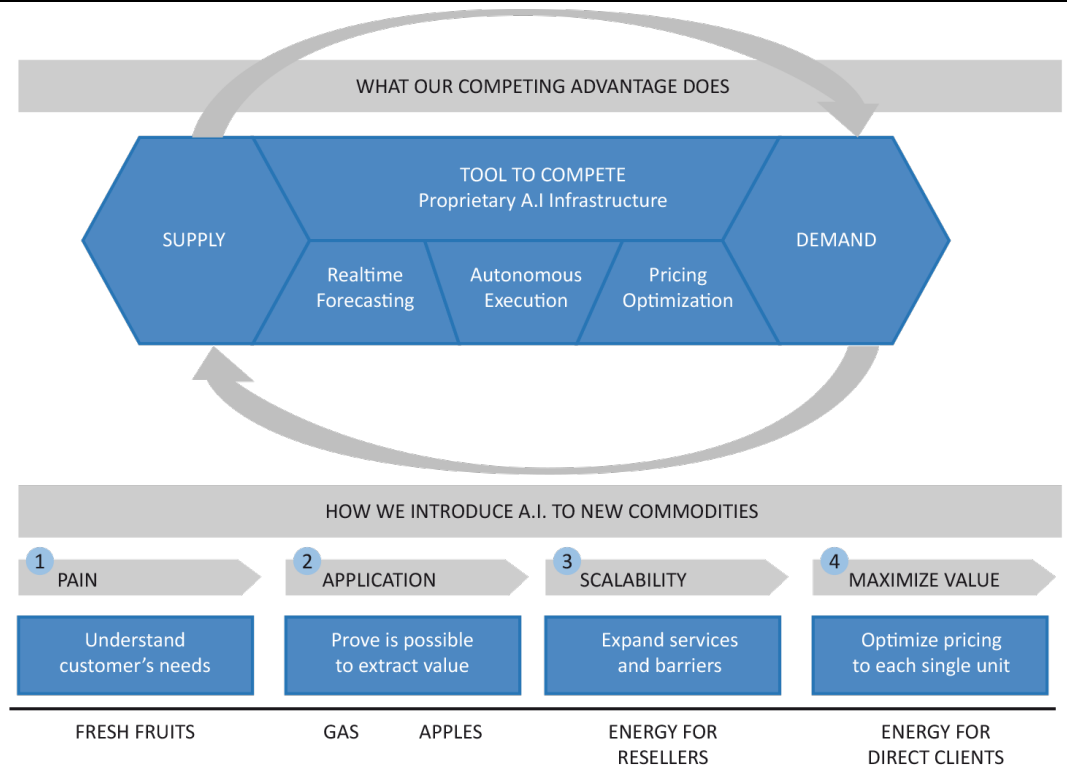 WHAT OUR COMPETING ADVANTAGE DOES
TOOL TO COMPETE
Proprietary A.I Infrastructure
SUPPLY
DEMAND
Realtime
Forecasting
Autonomous
Execution
Pricing
Optimization
HOW WE INTRODUCE A.I. TO NEW COMMODITIES
1
PAIN
2
APPLICATION
3
SCALABILITY
4
MAXIMIZE VALUE
Understand
customer's needs
Prove is possible
to extract value
Expand services
and barriers
Optimize pricing
to each single unit
FRESH FRUITS
GAS
APPLES
ENERGY FOR
RESELLERS
ENERGY FOR
DIRECT CLIENTS